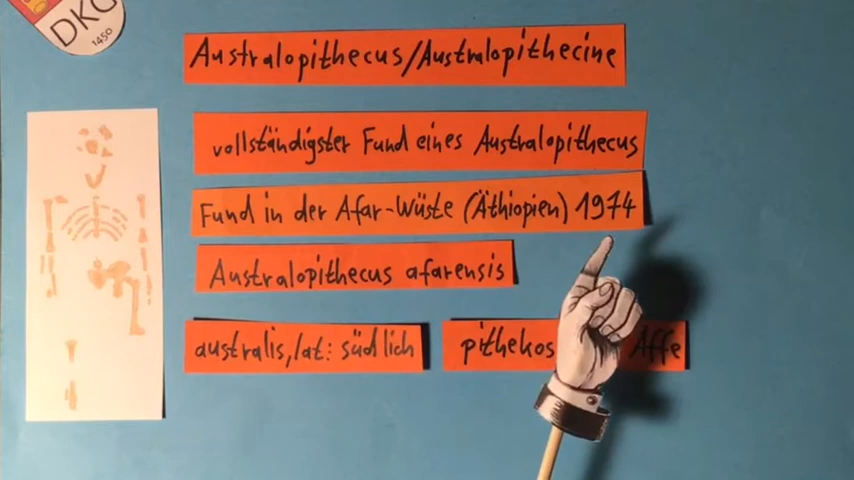 DKG
1450
Australopithecus/Australopithecine
vollständigster Fund eines Australopithecus
Fund in der Afar-Wüste (Äthiopien) 1974
Australopithecus afarensis
australis, lat.: südlich
pithekos Affe